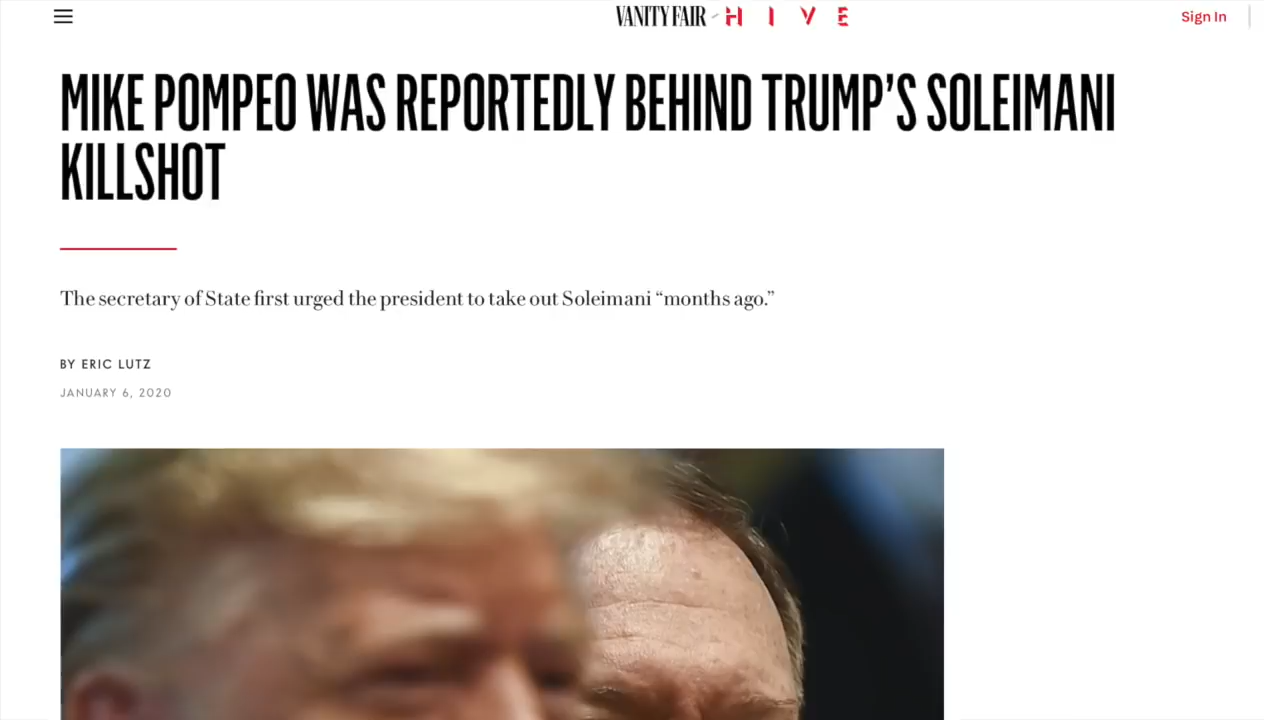 VANITY FAIR HIVE
Sign In
MIKE POMPEO WAS REPORTEDLY BEHIND TRUMP’S SOLEIMANI
KILLSHOT
The secretary of State first urged the president to take out Soleimani “months ago.”
BY ERIC LUTZ
JANUARY 6, 2020